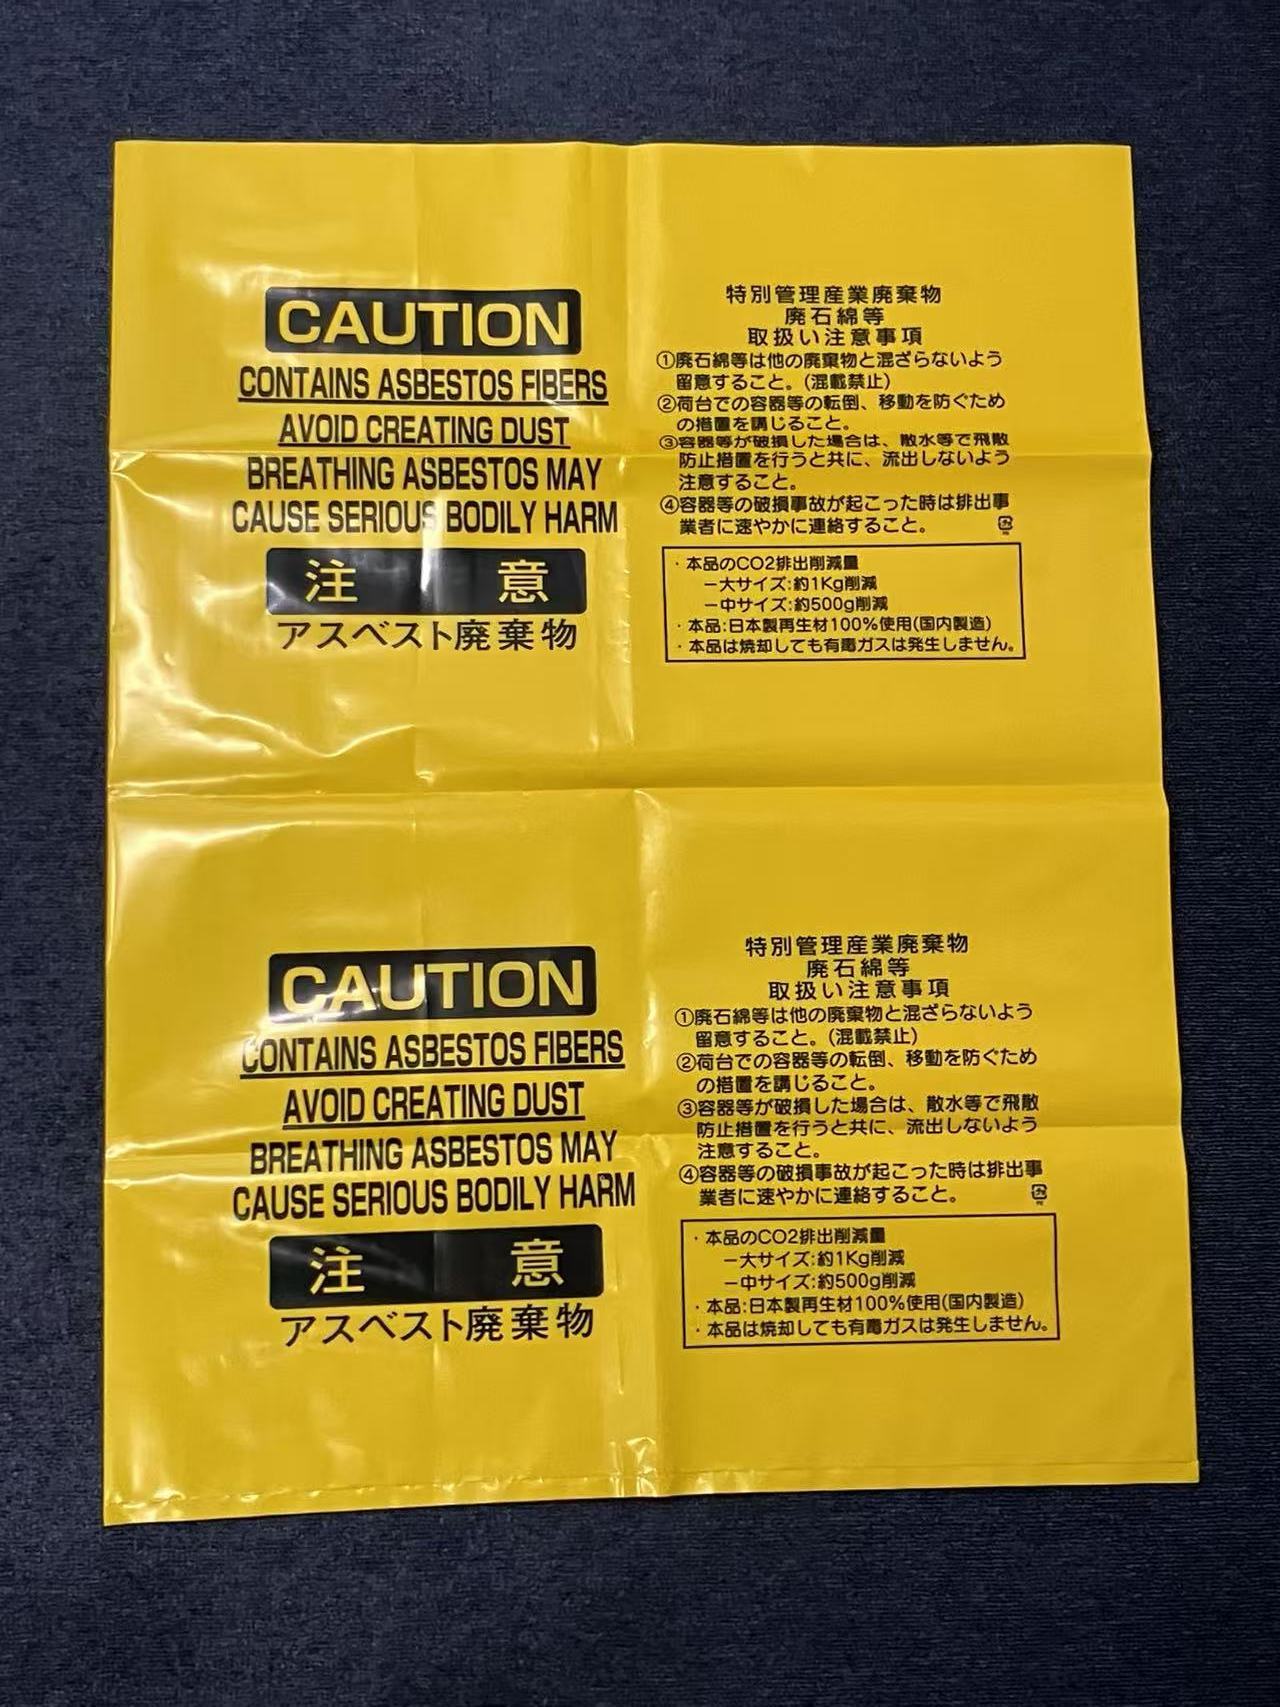 CAUTION
CONTAINS ASBESTOS FIBERS
AVOID CREATING DUST
BREATHING ASBESTOS MAY
CAUSE SERIOUS BODILY HARM
注 意
アスベスト廃棄物
特別管理産業廃棄物
廃石綿等
取扱い注意事項
①廃石綿等は他の廃棄物と混ざらないよう
留意すること。(混載禁止)
②荷台での容器等の転倒、移動を防ぐため
の措置を講じること。
③容器等が破損した場合は、散水等で飛散
防止措置を行うと共に、流出しないよう
注意すること。
④容器等の破損事故が起こった時は排出事
業者に速やかに連絡すること。
・本品のCO2排出削減量
ー大サイズ:約1Kg削減
ー中サイズ:約500g削減
・本品:日本製再生材100%使用(国内製造)
・本品は焼却しても有毒ガスは発生しません。
CAUTION
CONTAINS ASBESTOS FIBERS
AVOID CREATING DUST
BREATHING ASBESTOS MAY
CAUSE SERIOUS BODILY HARM
注 意
アスベスト廃棄物
特別管理産業廃棄物
廃石綿等
取扱い注意事項
①廃石綿等は他の廃棄物と混ざらないよう
留意すること。(混載禁止)
②荷台での容器等の転倒、移動を防ぐため
の措置を講じること。
③容器等が破損した場合は、散水等で飛散
防止措置を行うと共に、流出しないよう
注意すること。
④容器等の破損事故が起こった時は排出事
業者に速やかに連絡すること。
・本品のCO2排出削減量
ー大サイズ:約1Kg削減
ー中サイズ:約500g削減
・本品:日本製再生材100%使用(国内製造)
・本品は焼却しても有毒ガスは発生しません。